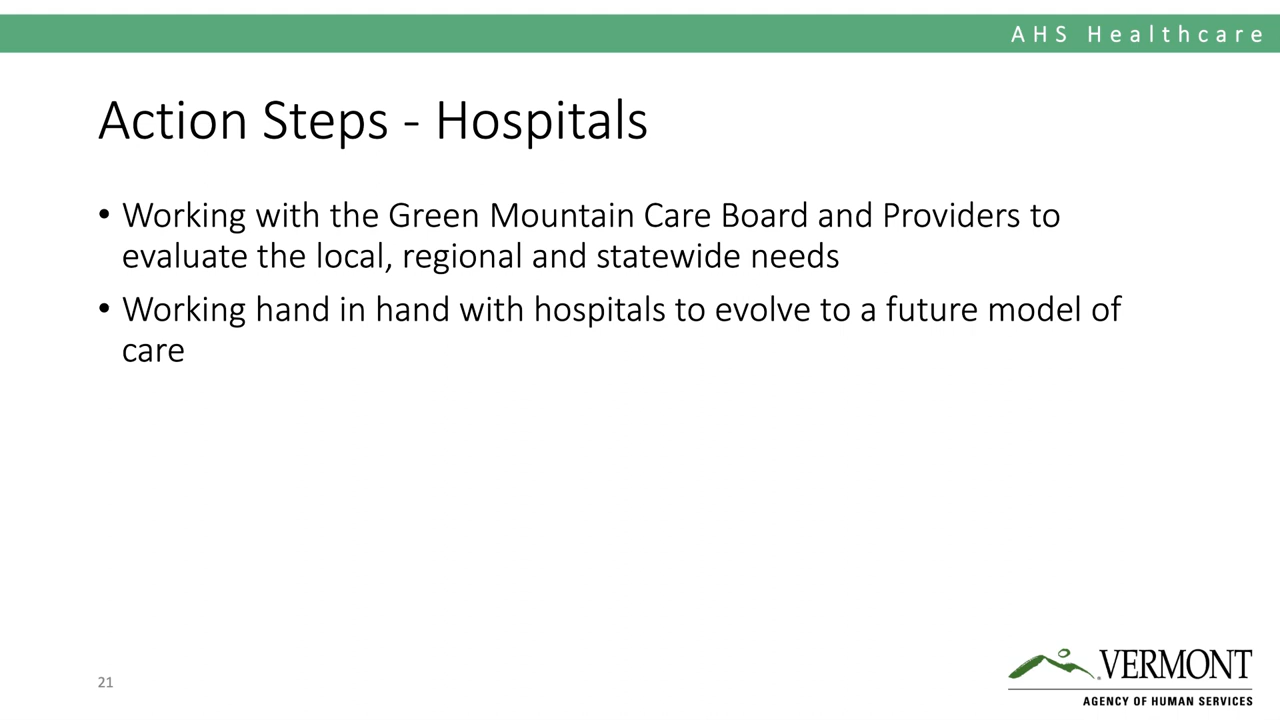 AHS Healthcare
Action Steps - Hospitals
• Working with the Green Mountain Care Board and Providers to
evaluate the local, regional and statewide needs
• Working hand in hand with hospitals to evolve to a future model of
care
21
VERMONT
AGENCY OF HUMAN SERVICES